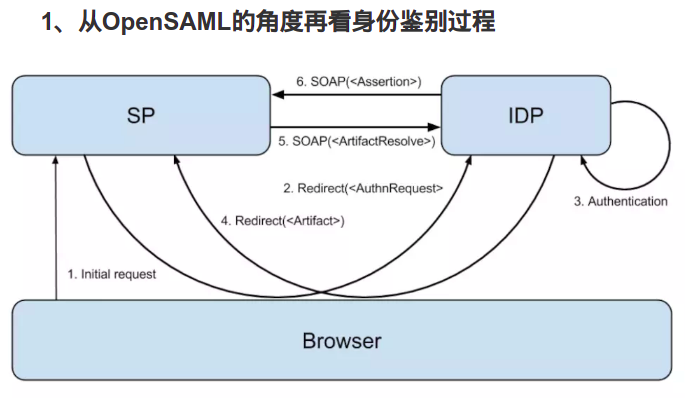 1、从OpenSAML的角度再看身份鉴别过程
6. SOAP(<Assertion>)
SP
IDP
5. SOAP(<ArtifactResolve>)
2. Redirect(<AuthnRequest>
3. Authentication
4. Redirect(<Artifact>)
1. Initial request
Browser